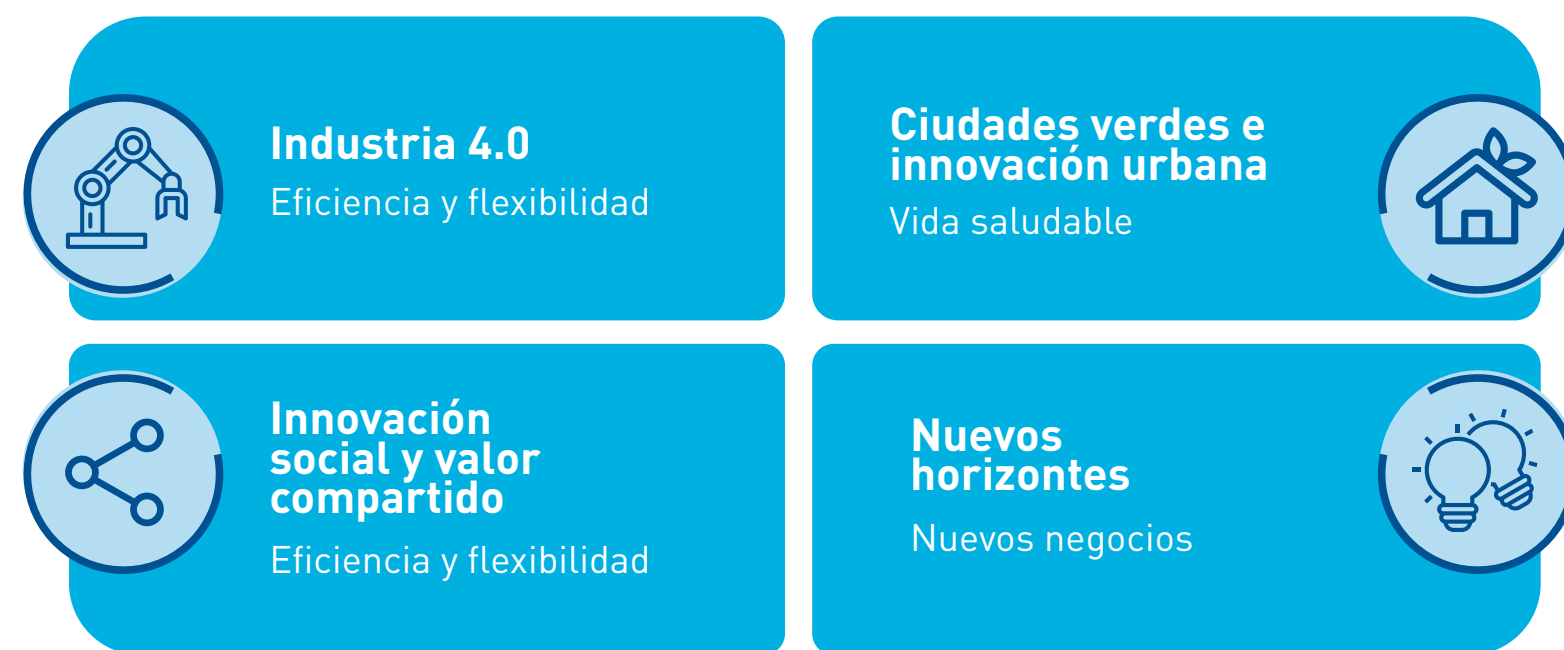 Industria 4.0
Eficiencia y flexibilidad
Ciudades verdes e
innovación urbana
Vida saludable
Innovación
social y valor
compartido
Eficiencia y flexibilidad
Nuevos
horizontes
Nuevos negocios